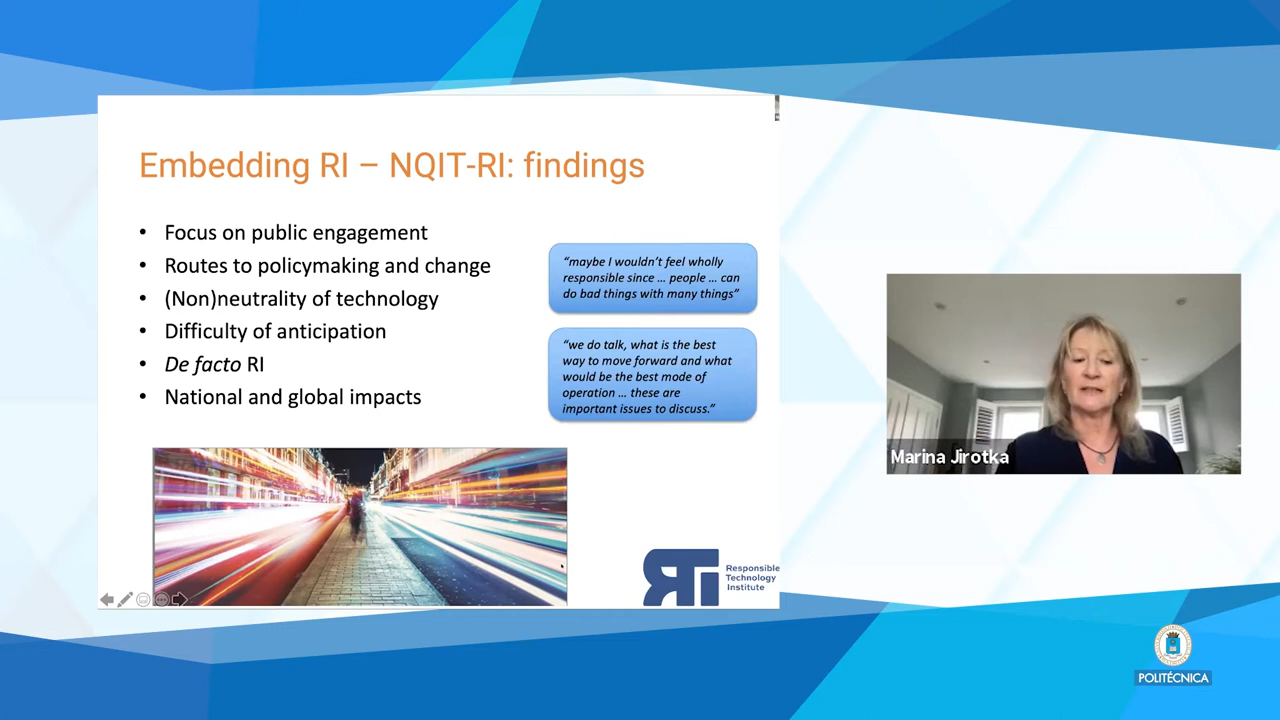 Embedding RI – NQIT-RI: findings
• Focus on public engagement
• Routes to policymaking and change
• (Non)neutrality of technology
• Difficulty of anticipation
• De facto RI
• National and global impacts
“maybe I wouldn’t feel wholly
responsible since … people … can
do bad things with many things”
“we do talk, what is the best
way to move forward and what
would be the best mode of
operation … these are
important issues to discuss.”
RTI
Responsible
Technology
Institute
Marina Jirotka
POLITÉCNICA